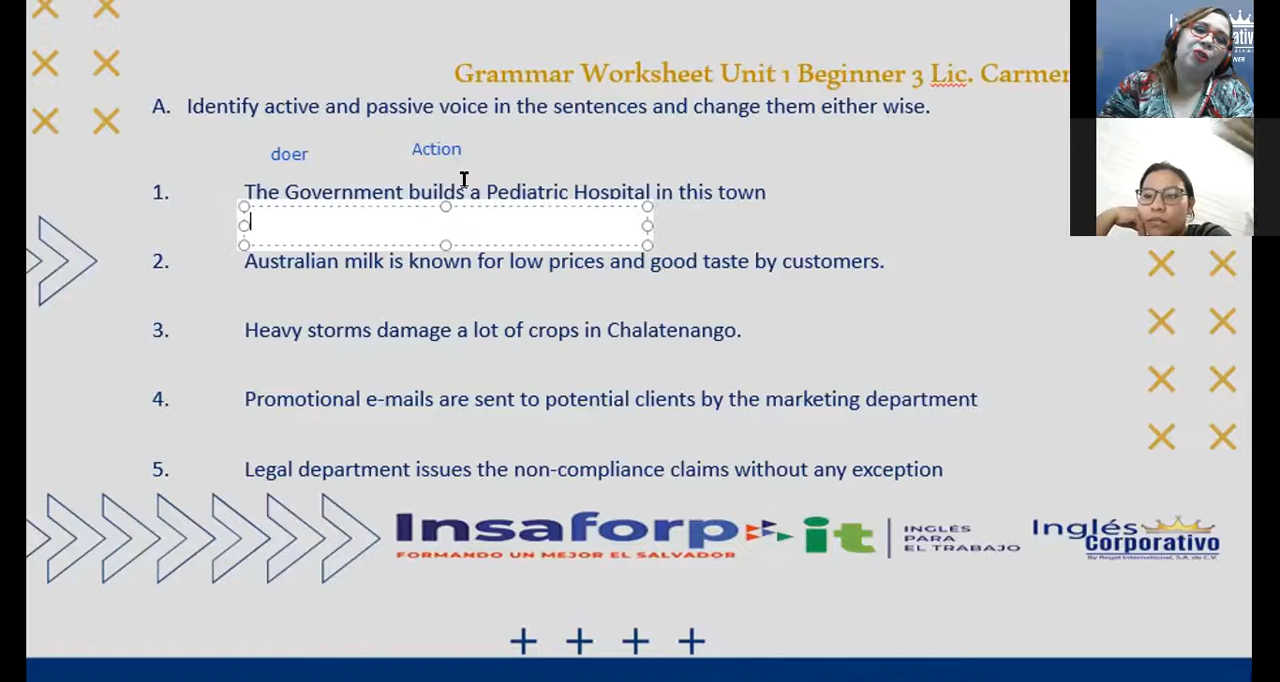 Grammar Worksheet Unit 1 Beginner 3 Lic. Carmen
A. Identify active and passive voice in the sentences and change them either wise.
doer Action
1. The Government builds a Pediatric Hospital in this town
2. Australian milk is known for low prices and good taste by customers.
3. Heavy storms damage a lot of crops in Chalatenango.
4. Promotional e-mails are sent to potential clients by the marketing department
5. Legal department issues the non-compliance claims without any exception
Insaforp
FORMANDO UN MEJOR EL SALVADOR
it
INGLÉS
PARA
EL TRABAJO
Inglés
Corporativo
By Regal International, S.A. de C.V.